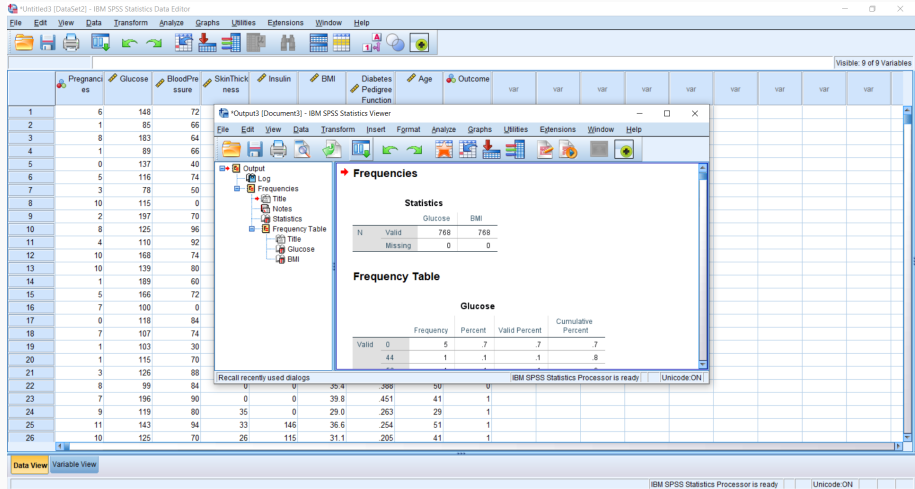 *Untitled3 [DataSet2] - IBM SPSS Statistics Data Editor
File Edit View Data Transform Analyze Graphs Utilities Extensions Window Help
Visible: 9 of 9 Variables
Pregnancies Glucose BloodPressure SkinThickness Insulin BMI DiabetesPedigreeFunction Age Outcome var var var var var var var
1 6 148 72
2 1 85 66
3 8 183 64
4 1 89 66
5 0 137 40
6 5 116 74
7 3 78 50
8 10 115 0
9 2 197 70
10 8 125 96
11 4 110 92
12 10 168 74
13 10 139 80
14 1 189 60
15 5 166 72
16 7 100 0
17 0 118 84
18 7 107 74
19 1 103 30
20 1 115 70
21 3 126 88
22 8 99 84 0 0 35.4 .388 50 0
23 7 196 90 0 0 39.8 .451 41 1
24 9 119 80 35 0 29.0 .263 29 1
25 11 143 94 33 146 36.6 .254 51 1
26 10 125 70 26 115 31.1 .205 41 1
*Output3 [Document3] - IBM SPSS Statistics Viewer
File Edit View Data Transform Insert Format Analyze Graphs Utilities Extensions Window Help
Output
Log
Frequencies
Title
Notes
Statistics
Frequency Table
Title
Glucose
BMI
Frequencies
Statistics
Glucose BMI
N Valid 768 768
Missing 0 0
Frequency Table
Glucose
Frequency Percent Valid Percent Cumulative Percent
Valid 0 5 .7 .7 .7
44 1 .1 .1 .8
Recall recently used dialogs IBM SPSS Statistics Processor is ready Unicode:ON
Data View Variable View
IBM SPSS Statistics Processor is ready Unicode:ON